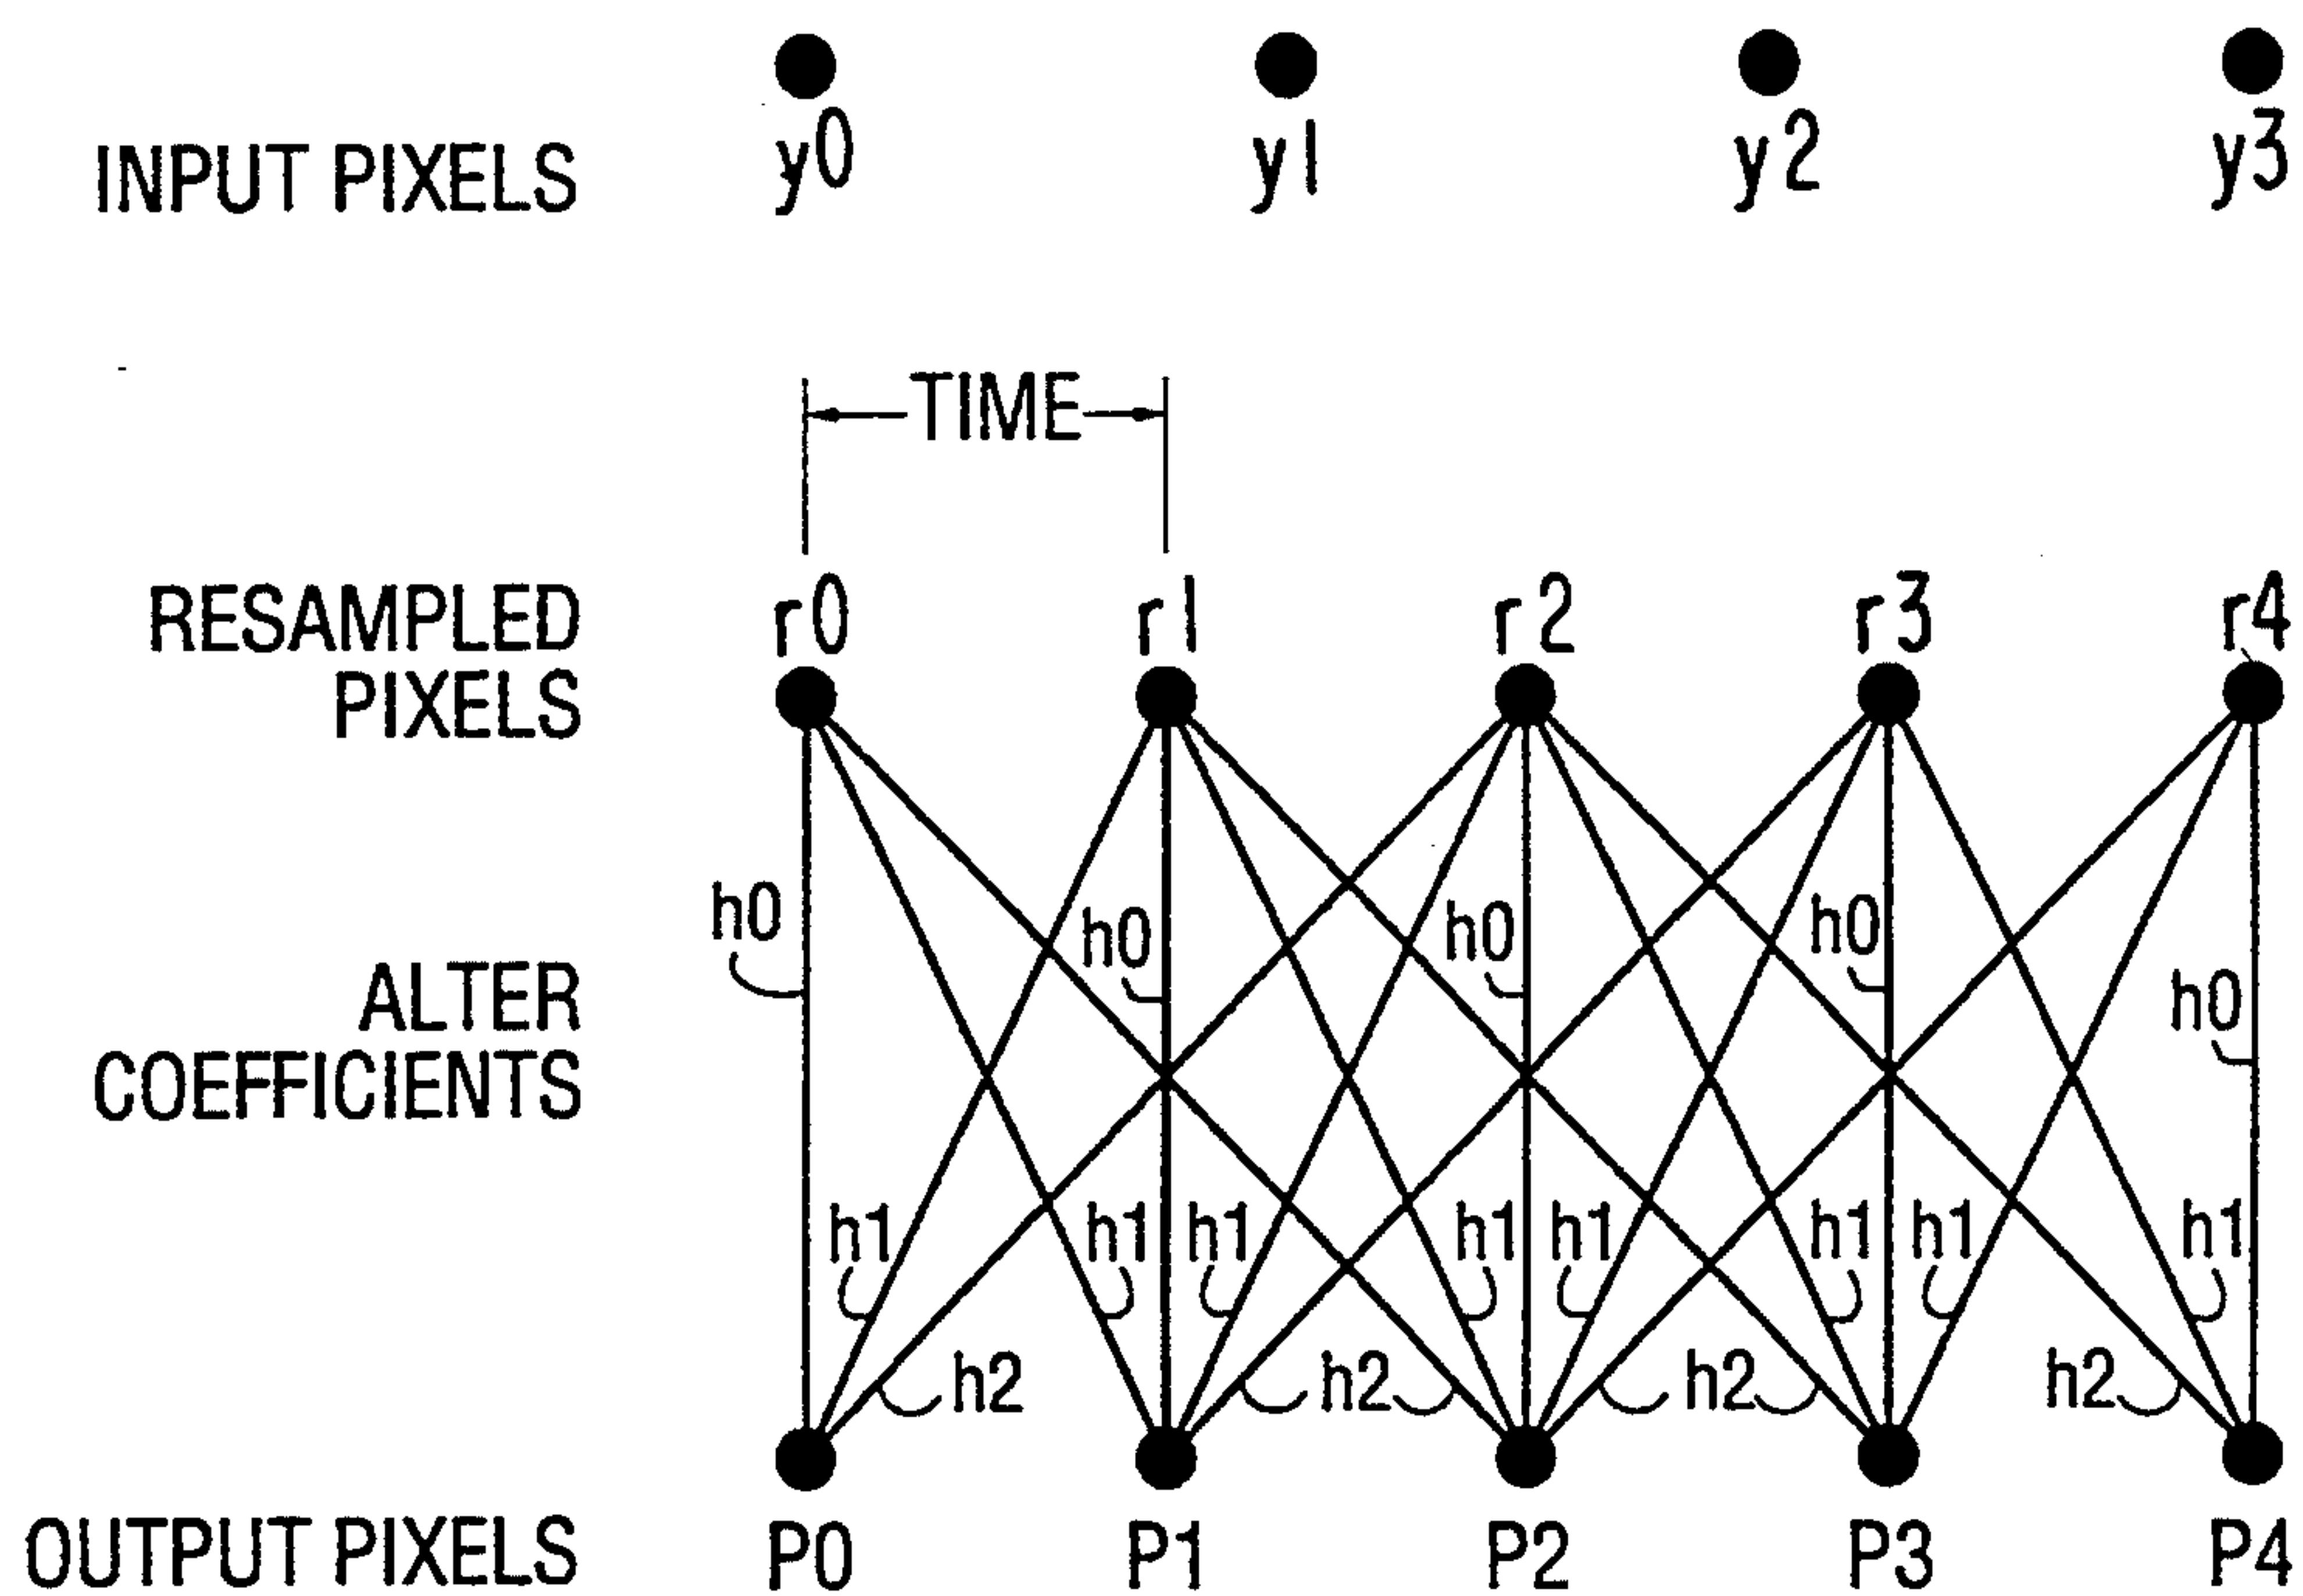 INPUT PIXELS
y0 y1 y2 y3
TIME
RESAMPLED
PIXELS
r0 r1 r2 r3 r4
h0 h0 h0 h0 h0
ALTER
COEFFICIENTS
h1 h1 h1 h1 h1 h1 h1 h1
h2 h2 h2 h2
OUTPUT PIXELS
P0 P1 P2 P3 P4